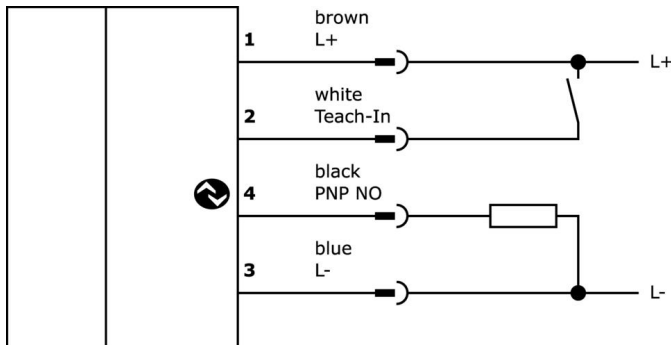 brown
1 L+ L+
white
2 Teach-In
black
4 PNP NO
blue
3 L- L-